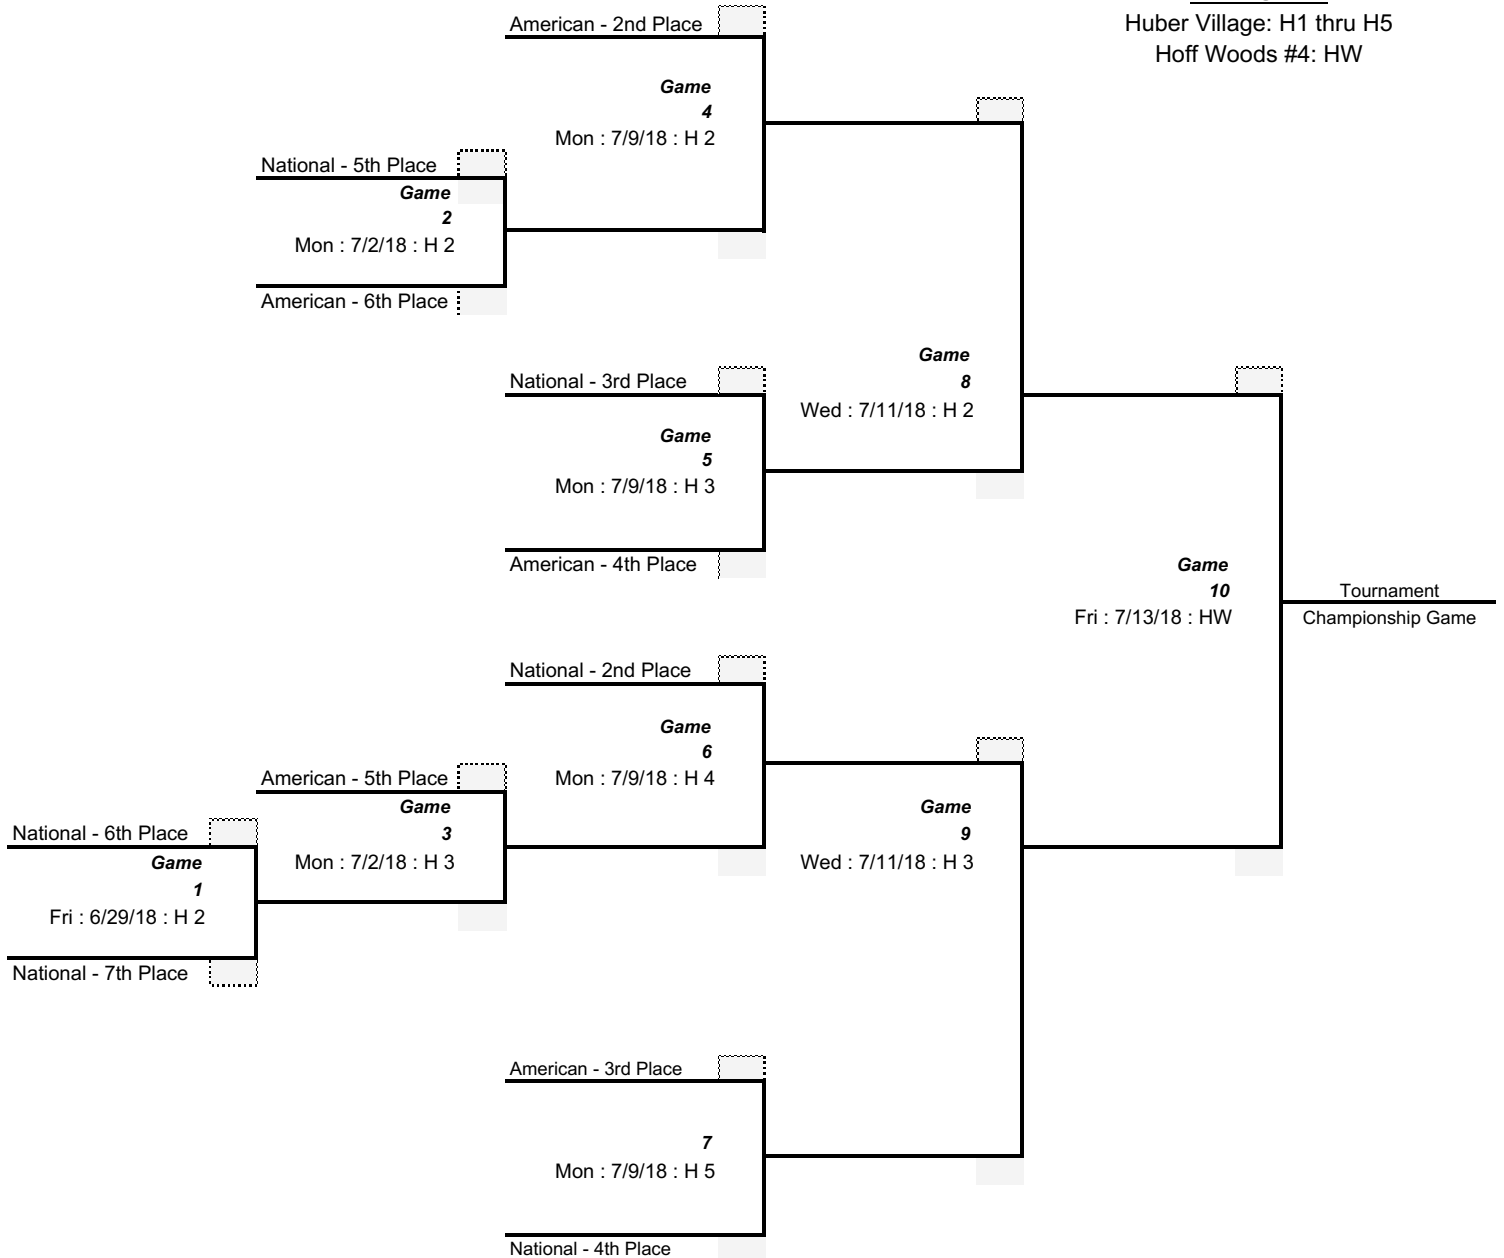 Huber Village: H1 thru H5
Hoff Woods #4: HW
American - 2nd Place
Game
4
Mon : 7/9/18 : H 2
National - 5th Place
Game
2
Mon : 7/2/18 : H 2
American - 6th Place
Game
8
Wed : 7/11/18 : H 2
National - 3rd Place
Game
5
Mon : 7/9/18 : H 3
American - 4th Place
Game
10
Fri : 7/13/18 : HW
Tournament
Championship Game
National - 2nd Place
Game
6
Mon : 7/9/18 : H 4
American - 5th Place
Game
3
Mon : 7/2/18 : H 3
Game
9
Wed : 7/11/18 : H 3
National - 6th Place
Game
1
Fri : 6/29/18 : H 2
National - 7th Place
American - 3rd Place
7
Mon : 7/9/18 : H 5
National - 4th Place